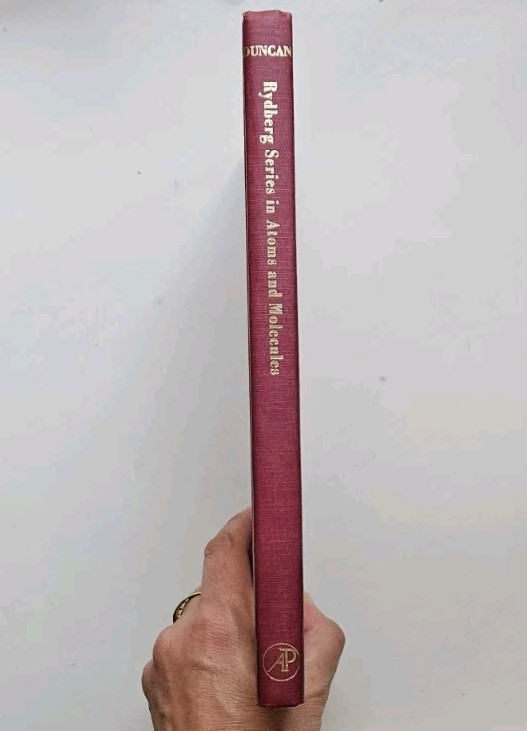 DUNCAN
Rydberg Series in Atoms and Molecules
AP